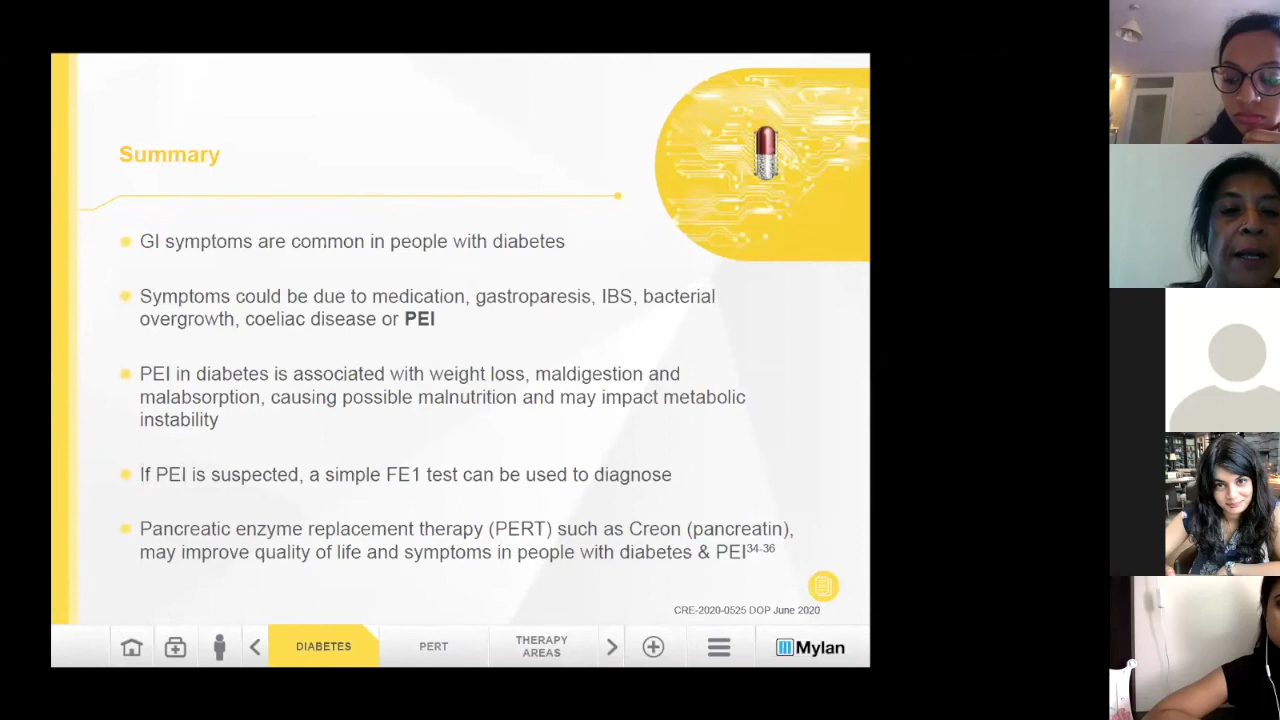 Summary
GI symptoms are common in people with diabetes
Symptoms could be due to medication, gastroparesis, IBS, bacterial
overgrowth, coeliac disease or PEI
PEI in diabetes is associated with weight loss, maldigestion and
malabsorption, causing possible malnutrition and may impact metabolic
instability
If PEI is suspected, a simple FE1 test can be used to diagnose
Pancreatic enzyme replacement therapy (PERT) such as Creon (pancreatin),
may improve quality of life and symptoms in people with diabetes & PEI34-36
CRE-2020-0525 DOP June 2020
DIABETES
PERT
THERAPY
AREAS
Mylan